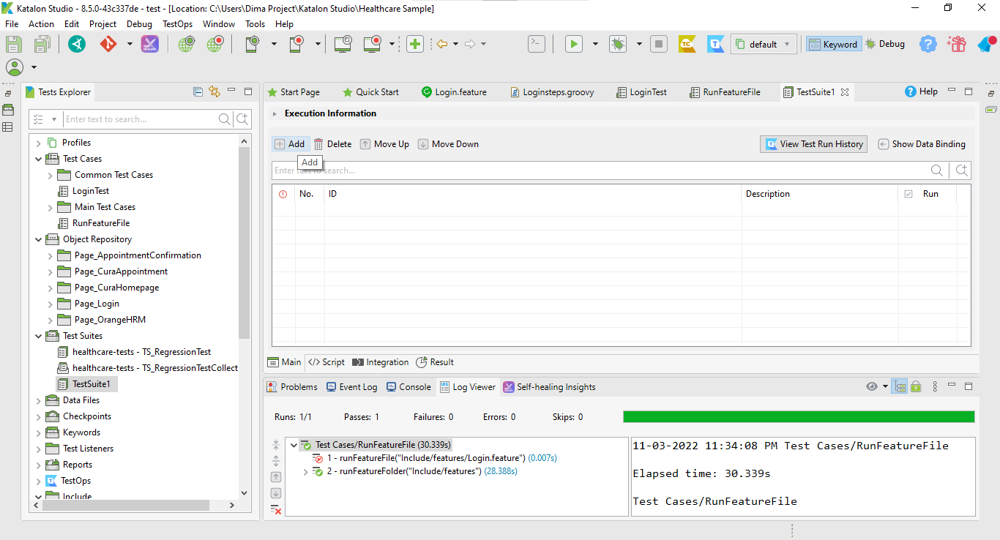 Katalon Studio - 8.5.0-43c337de - test - [Location: C:\Users\Dima Project\Katalon Studio\Healthcare Sample]
File Action Edit Project Debug TestOps Window Tools Help
TC T default Keyword Debug
Tests Explorer
Enter text to search...
Profiles
Test Cases
Common Test Cases
LoginTest
Main Test Cases
RunFeatureFile
Object Repository
Page_AppointmentConfirmation
Page_CuraAppointment
Page_CuraHomepage
Page_Login
Page_OrangeHRM
Test Suites
healthcare-tests - TS_RegressionTest
healthcare-tests - TS_RegressionTestCollect
TestSuite1
Data Files
Checkpoints
Keywords
Test Listeners
Reports
TestOps
Include
Start Page Quick Start Login.feature Loginsteps.groovy LoginTest RunFeatureFile TestSuite1 Help
Execution Information
Add Delete Move Up Move Down View Test Run History Show Data Binding
Add
Enter text to search...
No. ID Description Run
Main Script Integration Result
Problems Event Log Console Log Viewer Self-healing Insights
Runs: 1/1 Passes: 1 Failures: 0 Errors: 0 Skips: 0
Test Cases/RunFeatureFile (30.339s)
1 - runFeatureFile("Include/features/Login.feature") (0.007s)
2 - runFeatureFolder("Include/features") (28.388s)
11-03-2022 11:34:08 PM Test Cases/RunFeatureFile
Elapsed time: 30.339s
Test Cases/RunFeatureFile